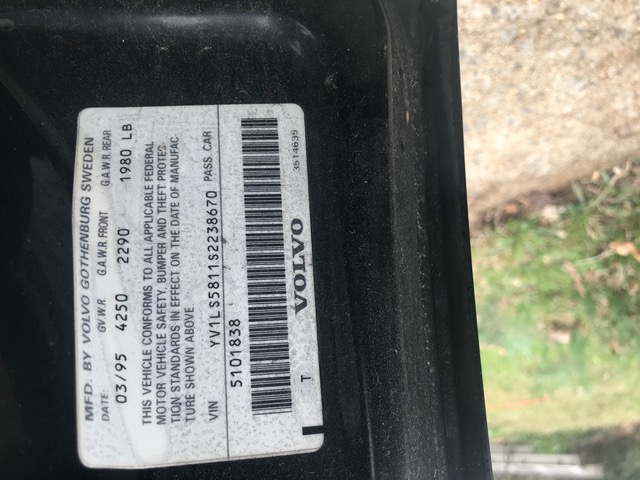 MFD. BY VOLVO GOTHENBURG SWEDEN
DATE: G.V.W.R. G.A.W.R. FRONT G.A.W.R. REAR
03/95 4250 2290 1980 LB
THIS VEHICLE CONFORMS TO ALL APPLICABLE FEDERAL
MOTOR VEHICLE SAFETY, BUMPER AND THEFT PROTEC
TION STANDARDS IN EFFECT ON THE DATE OF MANUFAC
TURE SHOWN ABOVE
VIN YV1LS5811S2238670 PASS. CAR
5101838
T VOLVO 3514635